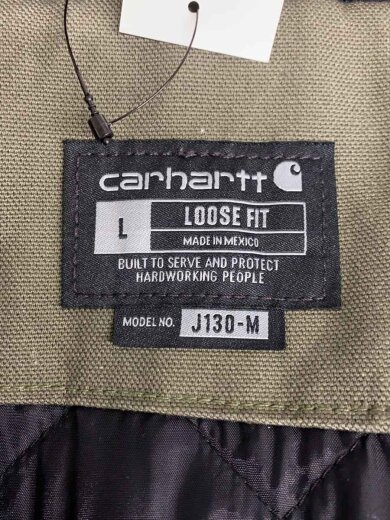 carhartt
L LOOSE FIT
MADE IN MEXICO
BUILT TO SERVE AND PROTECT
HARDWORKING PEOPLE
MODEL NO. J130-M